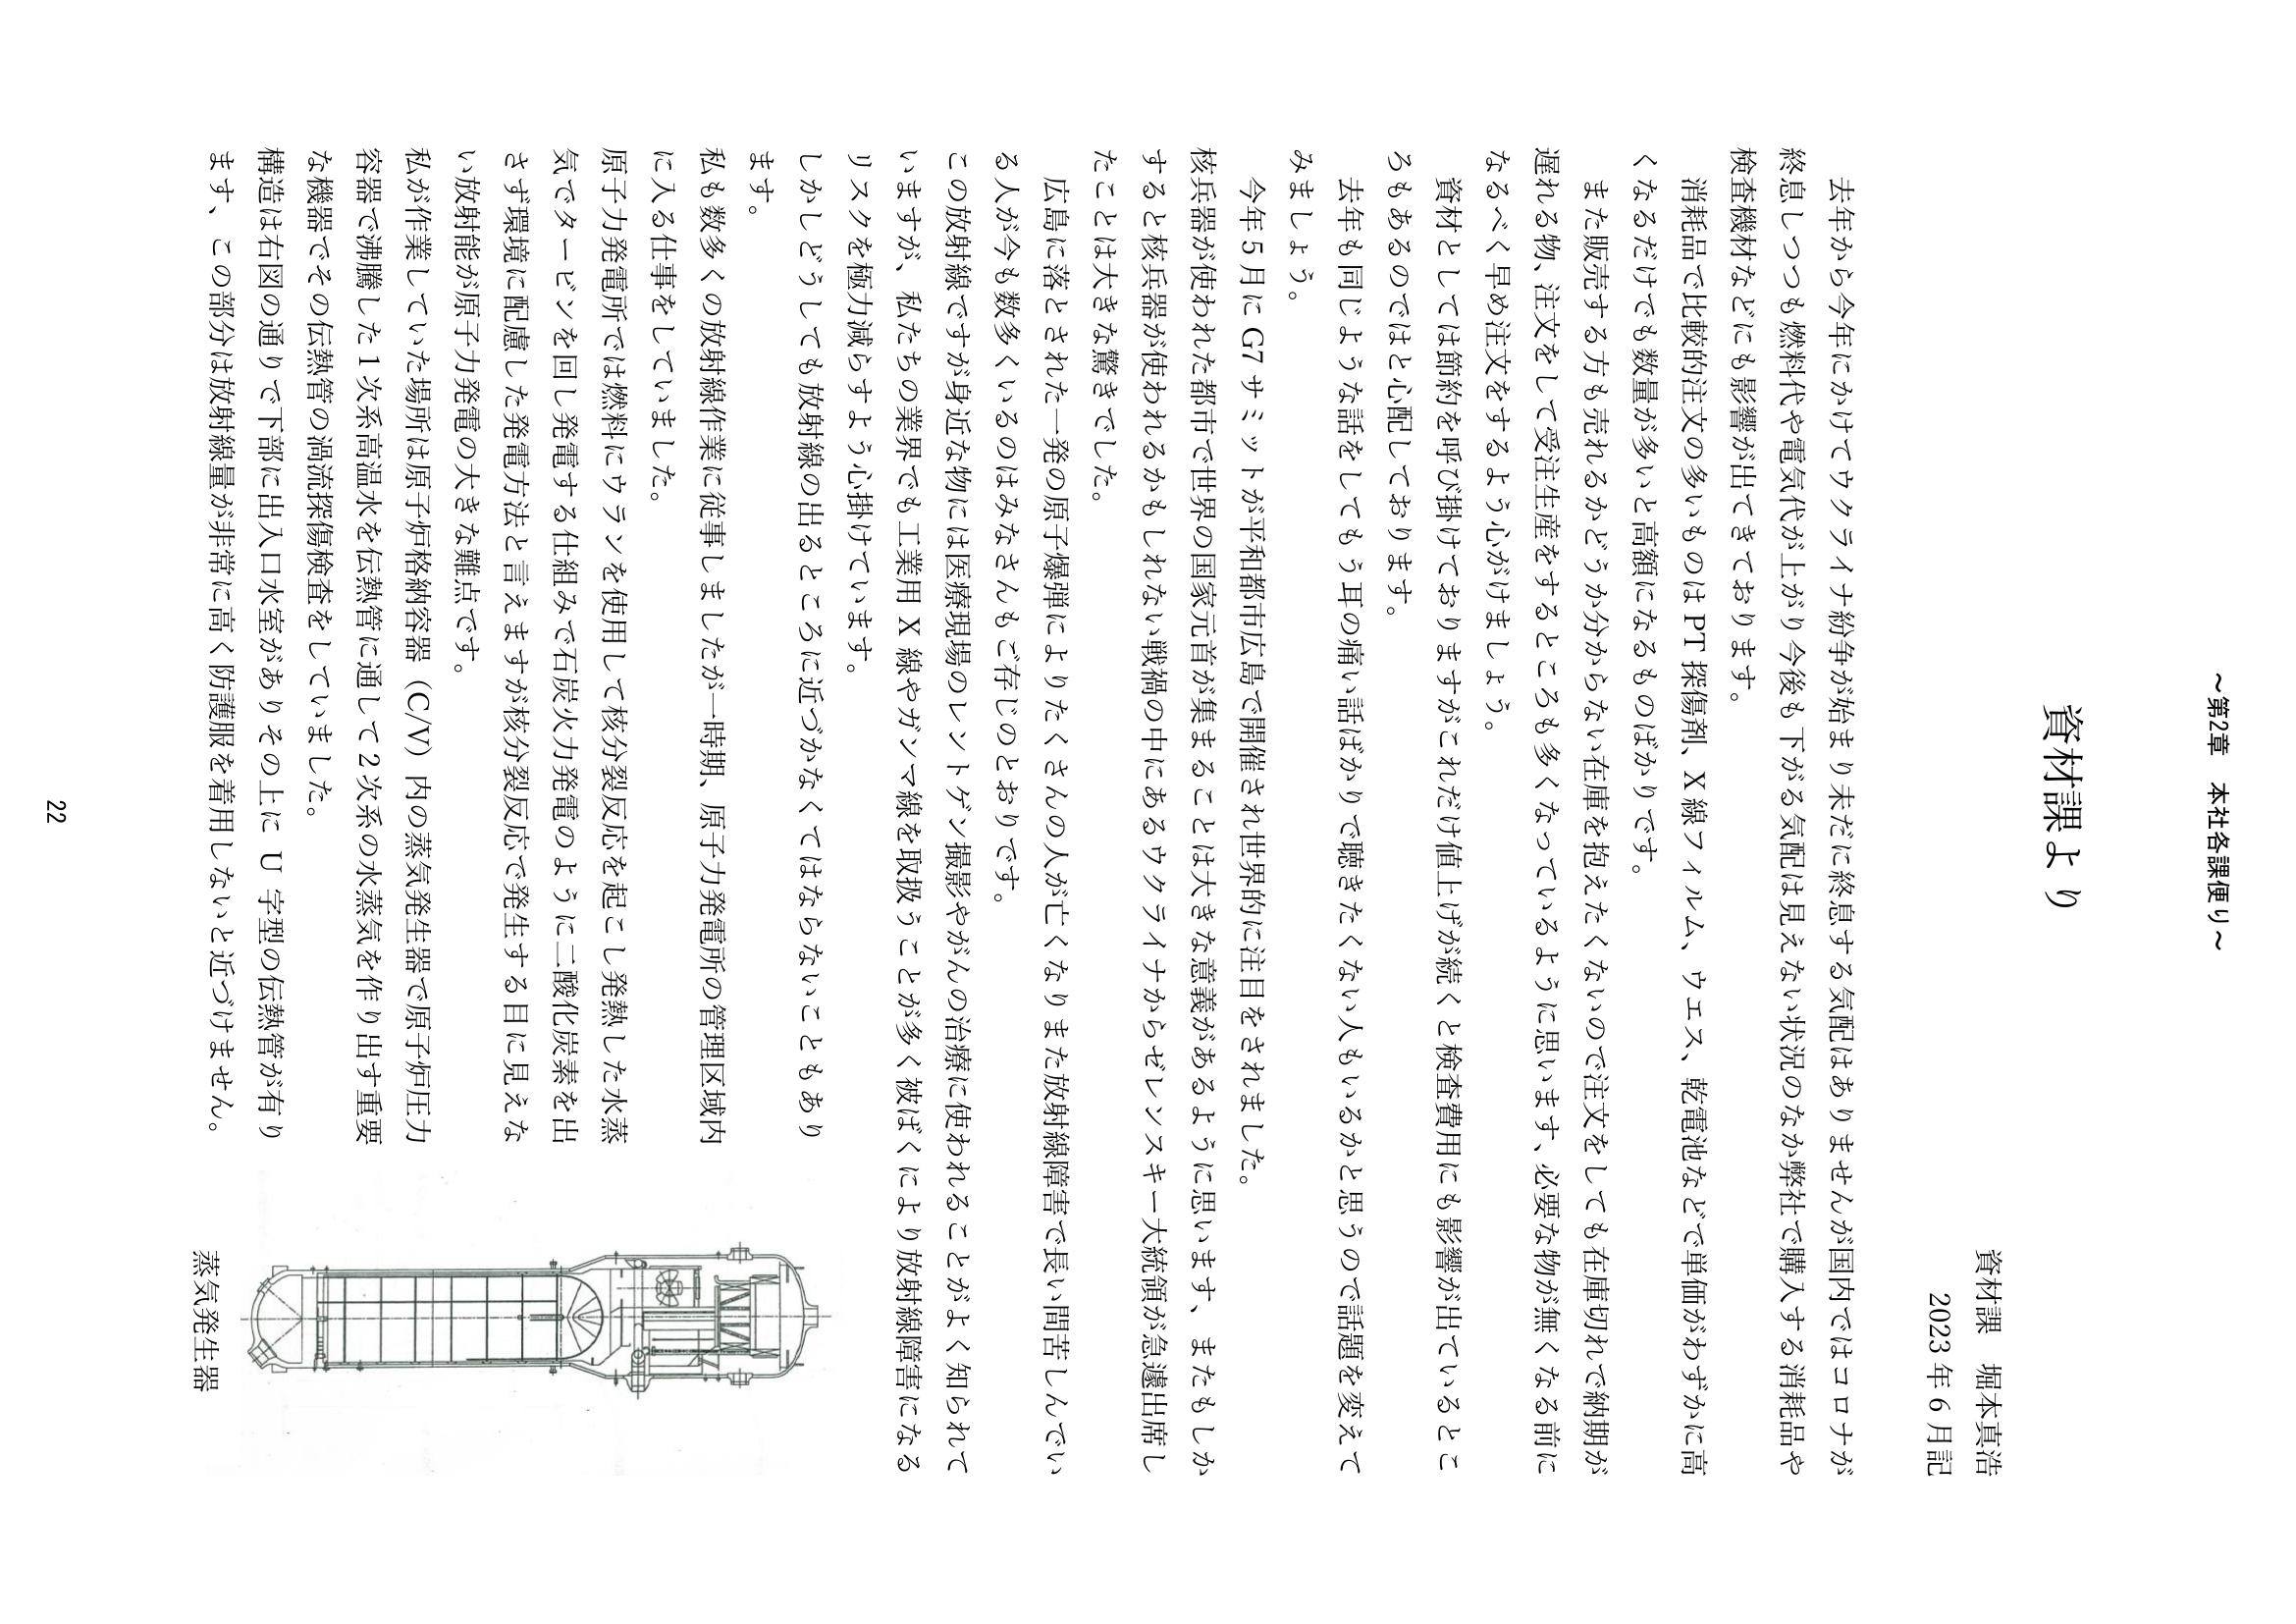 ～第2章　本社各課便り～
資材課より
資材課　堀本真浩
2023年6月記
去年から今年にかけてウクライナ紛争が始まり未だに終息する気配はありませんが国内ではコロナが
終息しつつも燃料代や電気代が上がり今後も下がる気配は見えない状況のなか弊社で購入する消耗品や
検査機材などにも影響が出てきております。
消耗品で比較的注文の多いものはPT探傷剤、X線フィルム、ウエス、乾電池などで単価がわずかに高
くなるだけでも数量が多いと高額になるものばかりです。
また販売する方も売れるかどうか分からない在庫を抱えたくないので注文をしても在庫切れで納期が
遅れる物、注文をして受注生産をするところも多くなっているように思います、必要な物が無くなる前に
なるべく早め注文をするよう心がけましょう。
資材としては節約を呼び掛けておりますがこれだけ値上げが続くと検査費用にも影響が出ているとこ
ろもあるのではと心配しております。
去年も同じような話をしてもう耳の痛い話ばかりで聴きたくない人もいるかと思うので話題を変えて
みましょう。
今年5月にG7サミットが平和都市広島で開催され世界的に注目をされました。
核兵器が使われた都市で世界の国家元首が集まることは大きな意義があるように思います、またもしか
すると核兵器が使われるかもしれない戦禍の中にあるウクライナからゼレンスキー大統領が急遽出席し
たことは大きな驚きでした。
広島に落とされた一発の原子爆弾によりたくさんの人が亡くなりまた放射線障害で長い間苦しんでい
る人が今も数多くいるのはみなさんもご存じのとおりです。
この放射線ですが身近な物には医療現場のレントゲン撮影やがんの治療に使われることがよく知られて
いますが、私たちの業界でも工業用X線やガンマ線を取扱うことが多く被ばくにより放射線障害になる
リスクを極力減らすよう心掛けています。
しかしどうしても放射線の出るところに近づかなくてはならないこともあり
ます。
私も数多くの放射線作業に従事しましたが一時期、原子力発電所の管理区域内
に入る仕事をしていました。
原子力発電所では燃料にウランを使用して核分裂反応を起こし発熱した水蒸
気でタービンを回し発電する仕組みで石炭火力発電のように二酸化炭素を出
さず環境に配慮した発電方法と言えますが核分裂反応で発生する目に見えな
い放射能が原子力発電の大きな難点です。
私が作業していた場所は原子炉格納容器（C/V）内の蒸気発生器で原子炉圧力
容器で沸騰した1次系高温水を伝熱管に通して2次系の水蒸気を作り出す重要
な機器でその伝熱管の渦流探傷検査をしていました。
構造は右図の通りで下部に出入口水室がありその上にU字型の伝熱管が有り
ます、この部分は放射線量が非常に高く防護服を着用しないと近づけません。
蒸気発生器
22